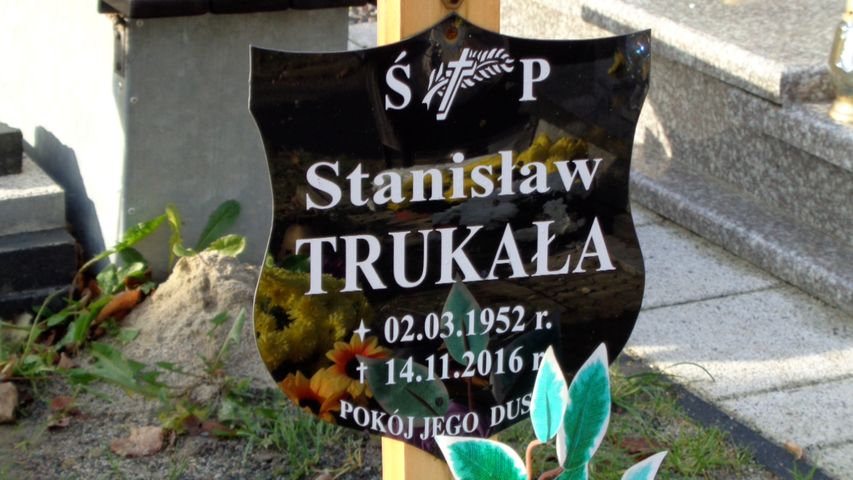 Ś P
Stanisław
TRUKAŁA
02.03.1952 r.
† 14.11.2016 r
POKÓJ JEGO